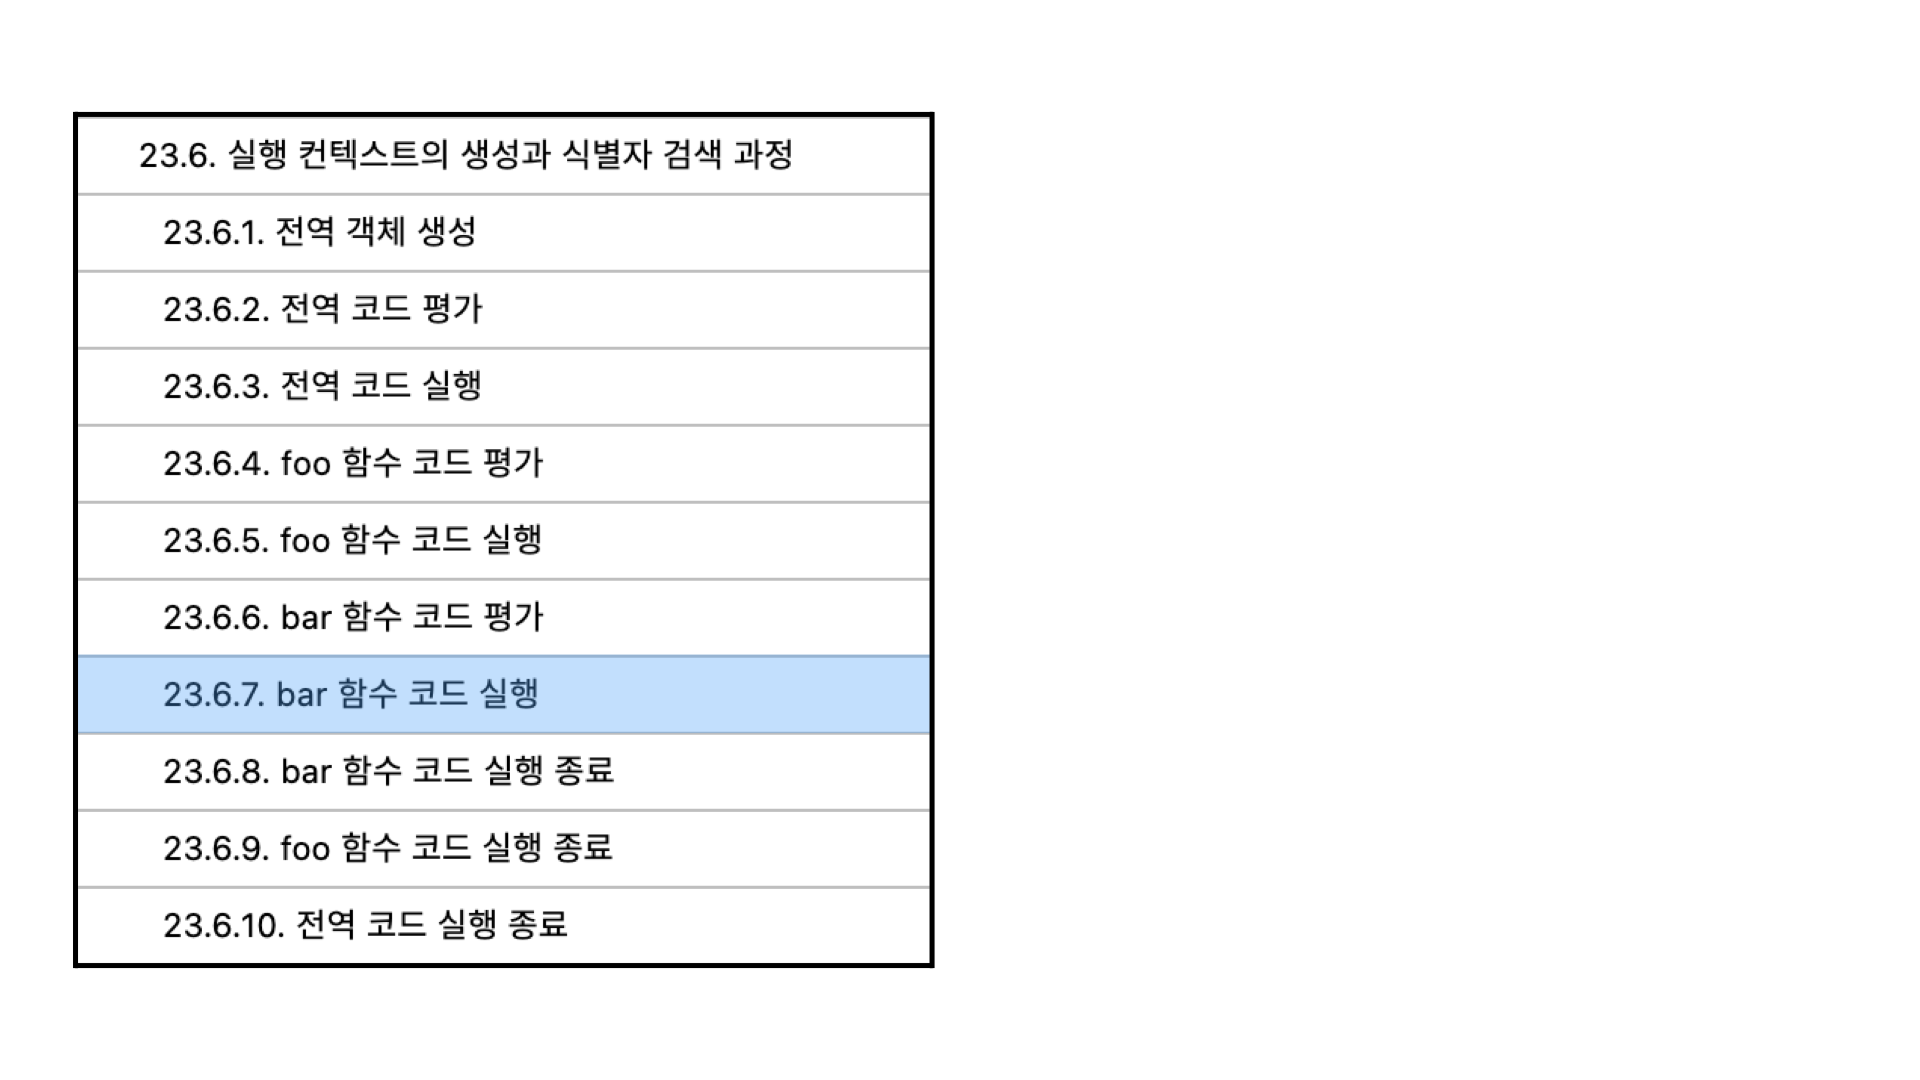 23.6. 실행 컨텍스트의 생성과 식별자 검색 과정
23.6.1. 전역 객체 생성
23.6.2. 전역 코드 평가
23.6.3. 전역 코드 실행
23.6.4. foo 함수 코드 평가
23.6.5. foo 함수 코드 실행
23.6.6. bar 함수 코드 평가
23.6.7. bar 함수 코드 실행
23.6.8. bar 함수 코드 실행 종료
23.6.9. foo 함수 코드 실행 종료
23.6.10. 전역 코드 실행 종료